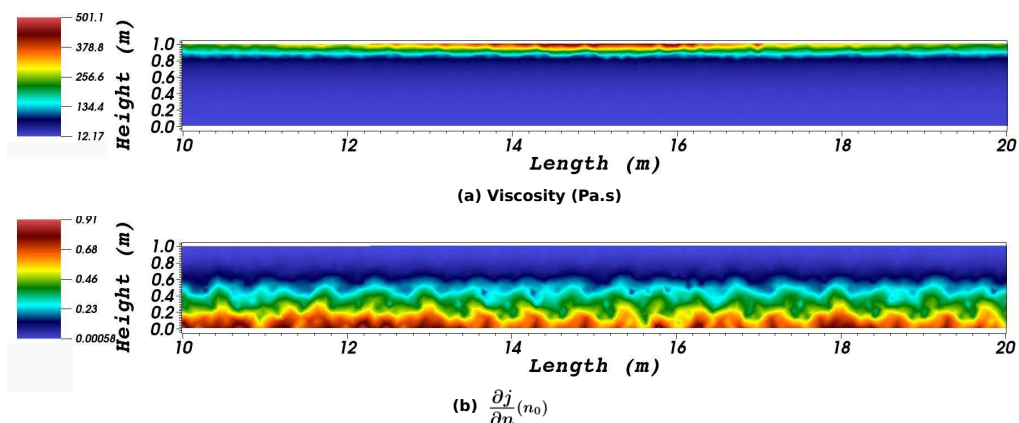 501.1
378.8
256.6
134.4
12.17
Height (m)
1.0
0.8
0.6
0.4
0.2
0.0
10 12 14 16 18 20
Length (m)
(a) Viscosity (Pa.s)
0.91
0.68
0.46
0.23
0.00058
Height (m)
1.0
0.8
0.6
0.4
0.2
0.0
10 12 14 16 18 20
Length (m)
(b) ∂j/∂n (n₀)